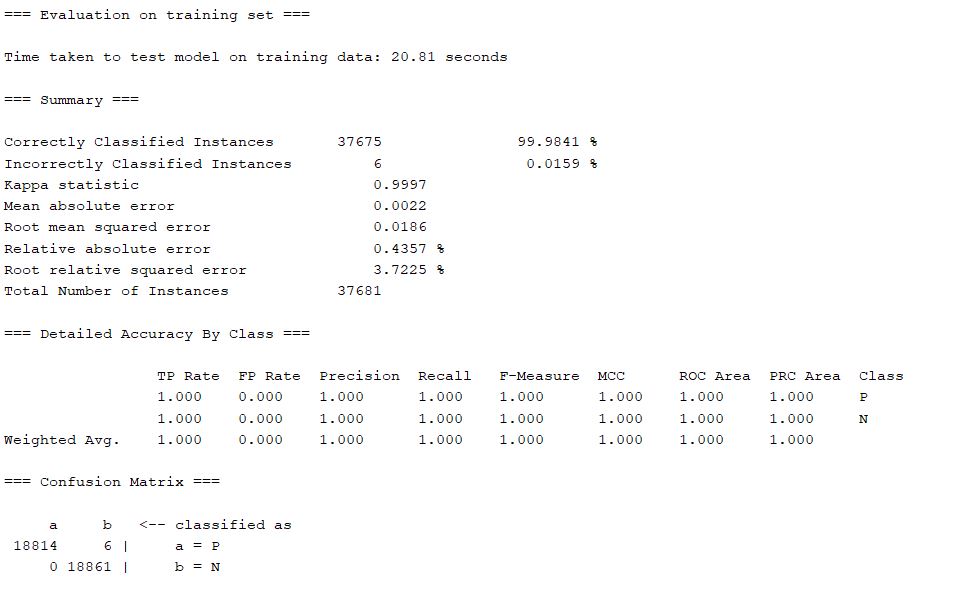 === Evaluation on training set ===
Time taken to test model on training data: 20.81 seconds
=== Summary ===
Correctly Classified Instances 37675 99.9841 %
Incorrectly Classified Instances 6 0.0159 %
Kappa statistic 0.9997
Mean absolute error 0.0022
Root mean squared error 0.0186
Relative absolute error 0.4357 %
Root relative squared error 3.7225 %
Total Number of Instances 37681
=== Detailed Accuracy By Class ===
TP Rate FP Rate Precision Recall F-Measure MCC ROC Area PRC Area Class
1.000 0.000 1.000 1.000 1.000 1.000 1.000 1.000 P
1.000 0.000 1.000 1.000 1.000 1.000 1.000 1.000 N
Weighted Avg. 1.000 0.000 1.000 1.000 1.000 1.000 1.000 1.000
=== Confusion Matrix ===
a b <-- classified as
18814 6 | a = P
0 18861 | b = N